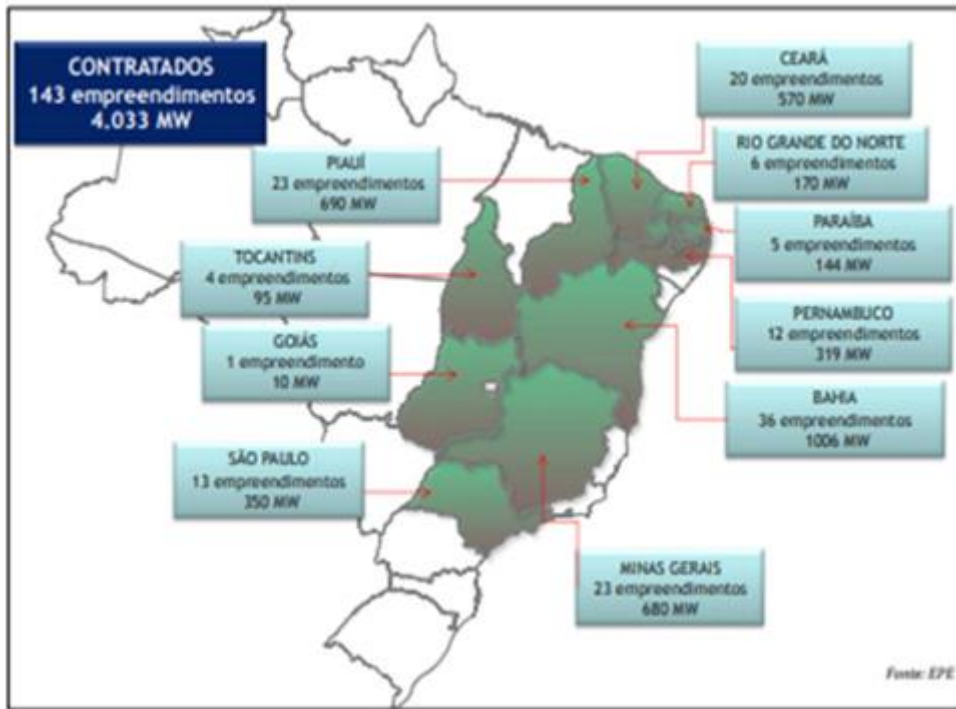 CONTRATADOS
143 empreendimentos
4.033 MW
CEARÁ
20 empreendimentos
570 MW
RIO GRANDE DO NORTE
6 empreendimentos
170 MW
PIAUÍ
23 empreendimentos
690 MW
PARAÍBA
5 empreendimentos
144 MW
TOCANTINS
4 empreendimentos
95 MW
PERNAMBUCO
12 empreendimentos
319 MW
GOIÁS
1 empreendimento
10 MW
BAHIA
36 empreendimentos
1006 MW
SÃO PAULO
13 empreendimentos
350 MW
MINAS GERAIS
23 empreendimentos
680 MW
Fonte: EPE